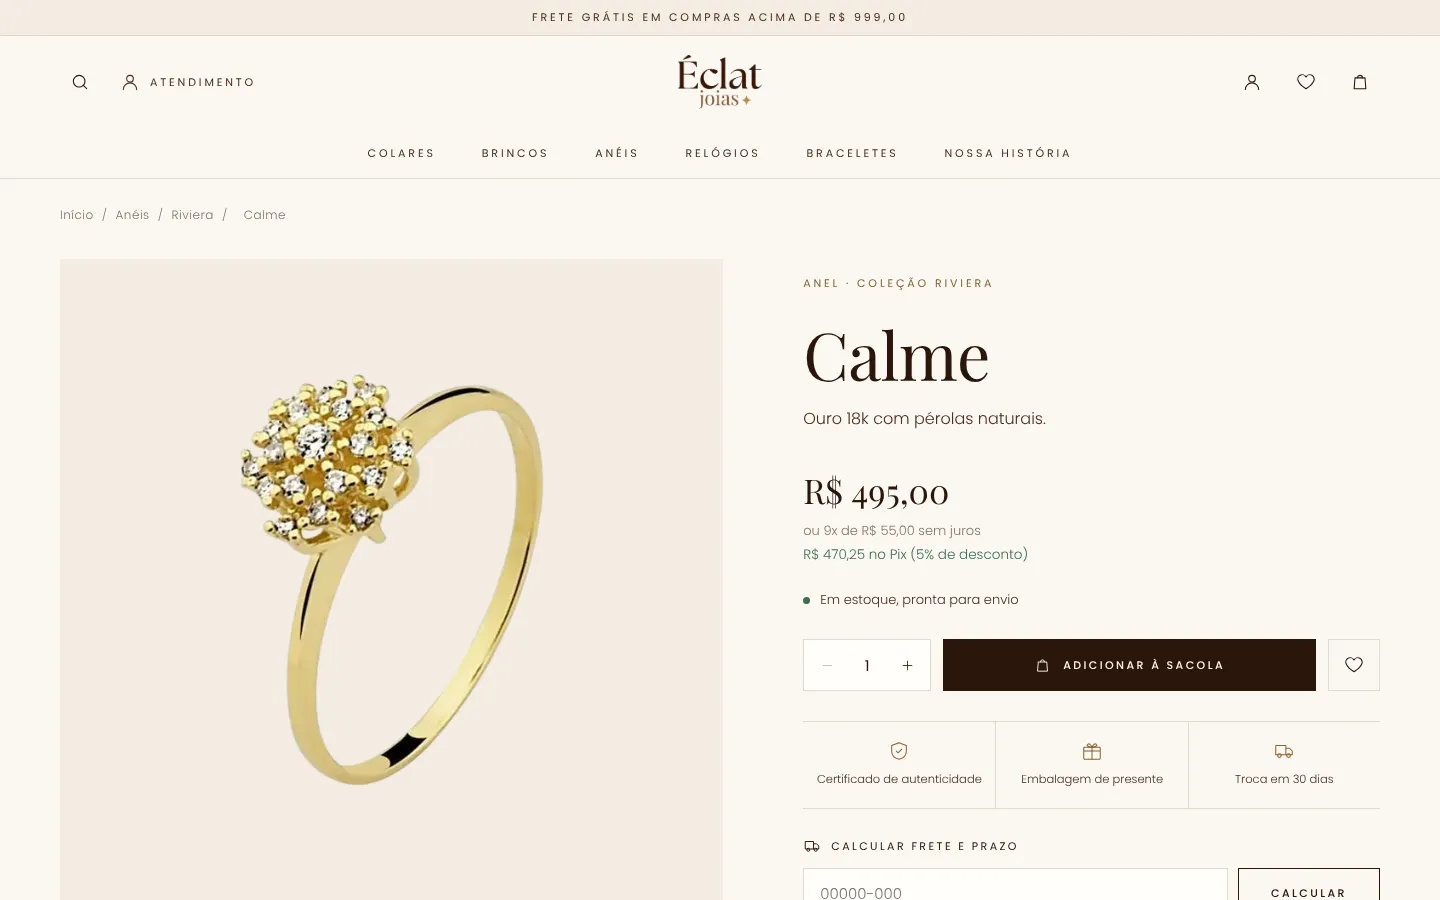 FRETE GRÁTIS EM COMPRAS ACIMA DE R$ 999,00
ATENDIMENTO
Éclat
joias
COLARES BRINCOS ANÉIS RELÓGIOS BRACELETES NOSSA HISTÓRIA
Início / Anéis / Riviera / Calme
ANEL · COLEÇÃO RIVIERA
Calme
Ouro 18k com pérolas naturais.
R$ 495,00
ou 9x de R$ 55,00 sem juros
R$ 470,25 no Pix (5% de desconto)
Em estoque, pronta para envio
− 1 +
ADICIONAR À SACOLA
Certificado de autenticidade
Embalagem de presente
Troca em 30 dias
CALCULAR FRETE E PRAZO
00000-000
CALCULAR